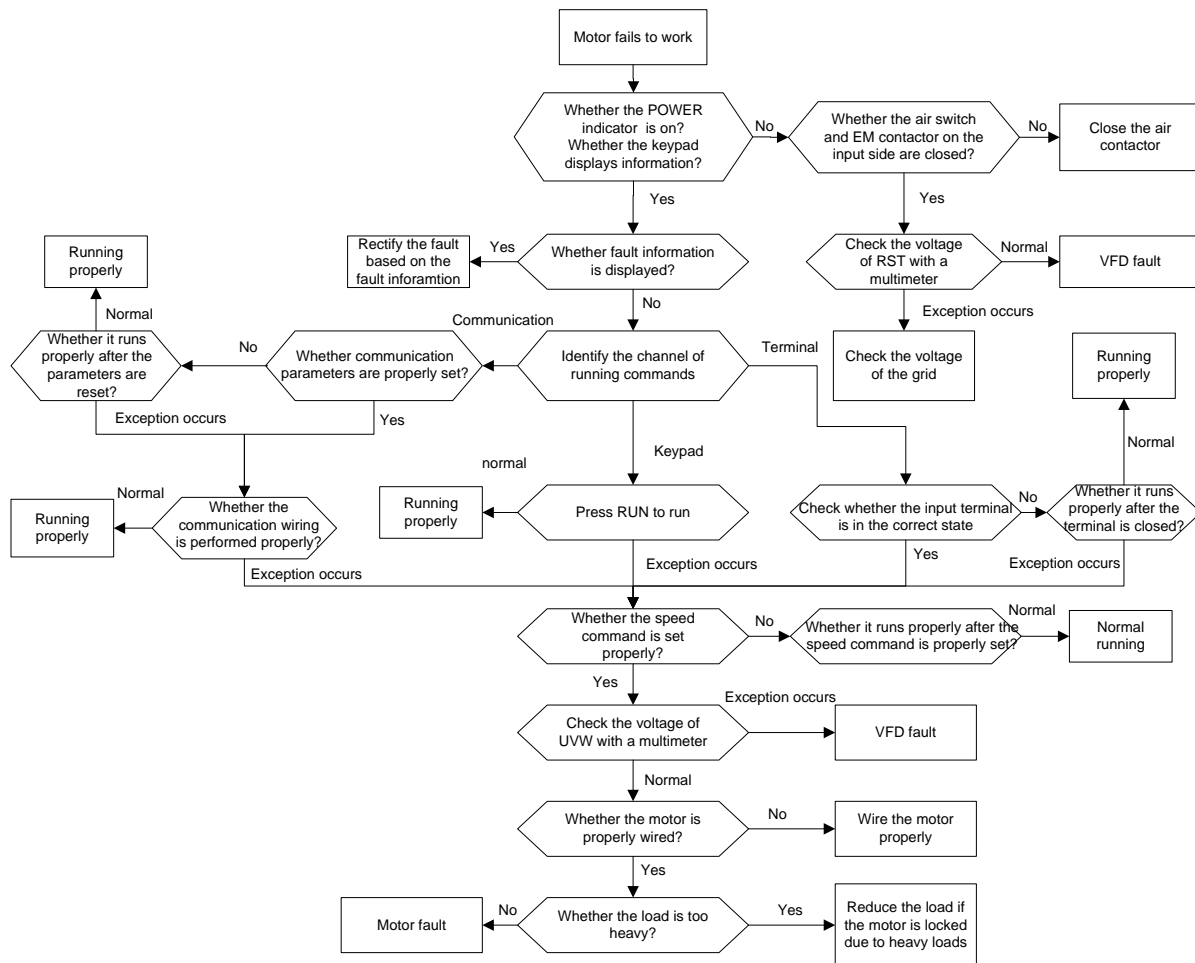 Motor fails to work
Whether the POWER
indicator  is on?
Whether the keypad
displays information?
No
Whether the air switch
and EM contactor on the
input side are closed?
No
Close the air
contactor
Yes
Yes
Running
properly
Rectify the fault
based on the
fault inforamtion
Yes
Whether fault information
is displayed?
Check the voltage
of RST with a
multimeter
Normal
VFD fault
Normal
No
Exception occurs
Communication
Whether it runs
properly after the
parameters are
reset?
No
Whether communication
parameters are properly set?
Identify the channel of
running commands
Terminal
Check the voltage
of the grid
Running
properly
Exception occurs
Yes
Keypad
Normal
normal
Running
properly
Normal
Whether the
communication wiring
is performed properly?
Running
properly
Press RUN to run
Check whether the input terminal
is in the correct state
No
Whether it runs
properly after the
terminal is closed?
Exception occurs
Exception occurs
Yes
Exception occurs
Whether the speed
command is set
properly?
No
Whether it runs properly after the
speed command is properly set?
Normal
Normal
running
Yes
Exception occurs
Check the voltage of
UVW with a multimeter
VFD fault
Normal
Whether the motor is
properly wired?
No
Wire the motor
properly
Yes
Motor fault
No
Whether the load is too
heavy?
Yes
Reduce the load if
the motor is locked
due to heavy loads